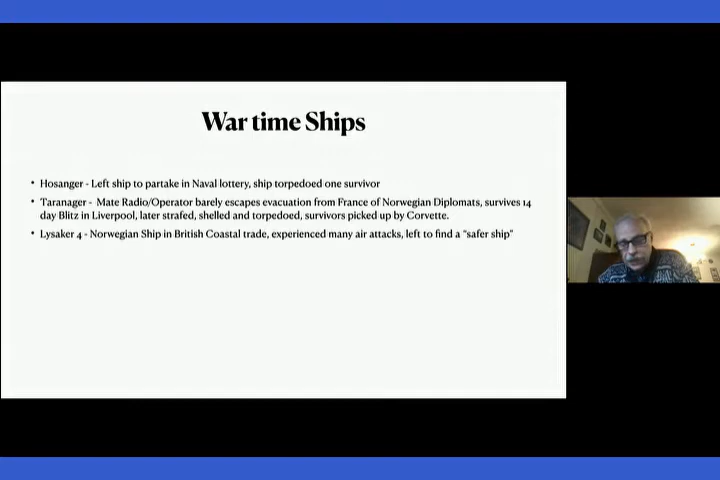 War time Ships
• Hosanger - Left ship to partake in Naval lottery, ship torpedoed one survivor
• Taranager - Mate Radio/Operator barely escapes evacuation from France of Norwegian Diplomats, survives 14
day Blitz in Liverpool, later strafed, shelled and torpedoed, survivors picked up by Corvette.
• Lysaker 4 - Norwegian Ship in British Coastal trade, experienced many air attacks, left to find a "safer ship"